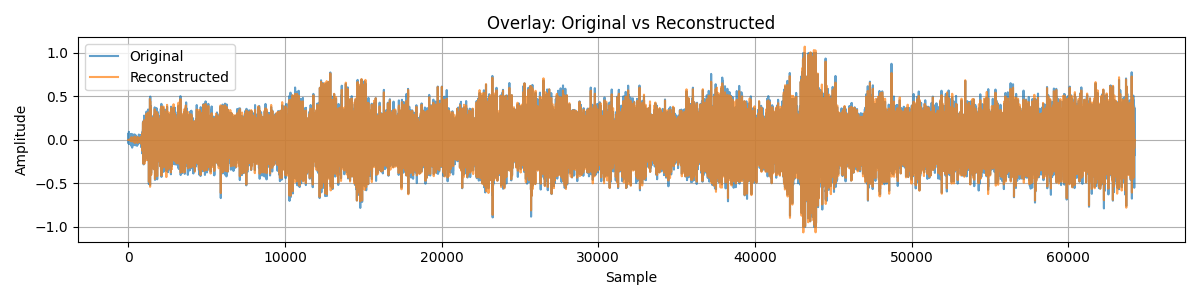 Overlay: Original vs Reconstructed
Original
Reconstructed
1.0
0.5
0.0
−0.5
−1.0
Amplitude
0 10000 20000 30000 40000 50000 60000
Sample